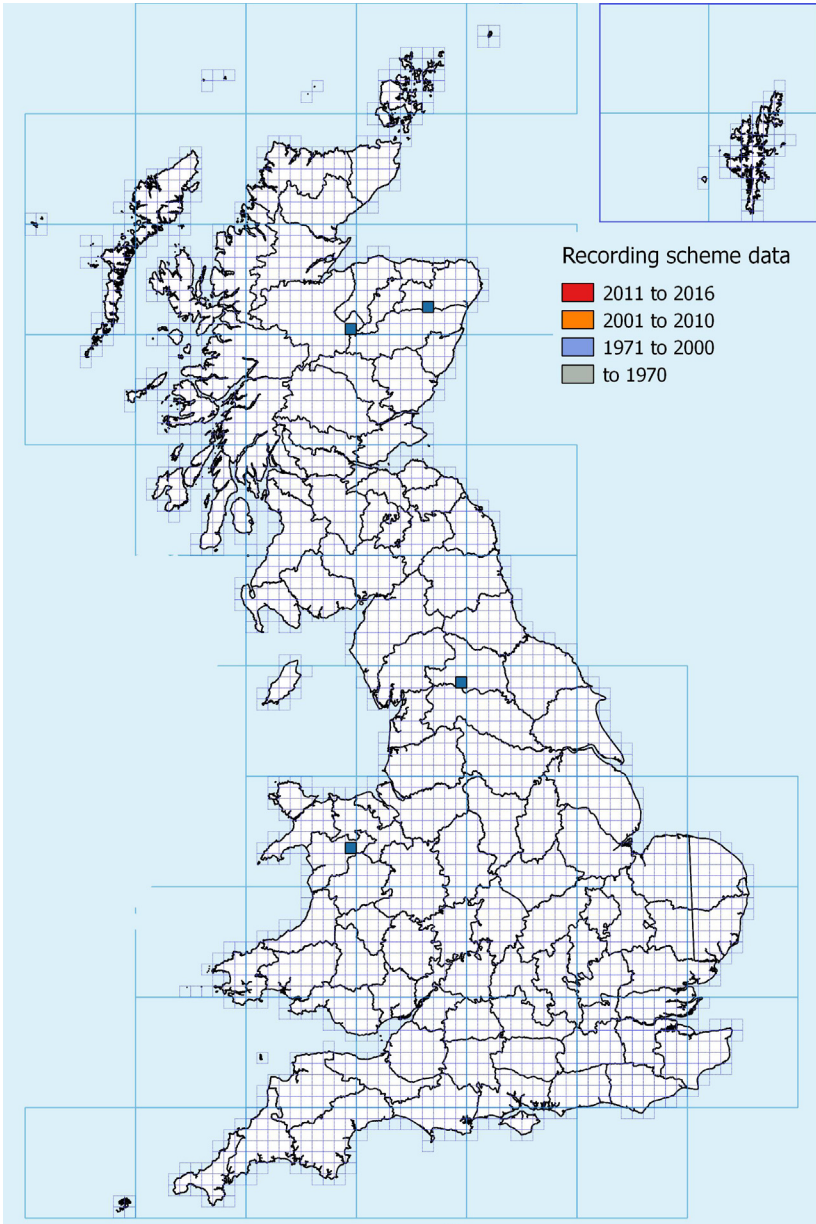 Recording scheme data
2011 to 2016
2001 to 2010
1971 to 2000
to 1970